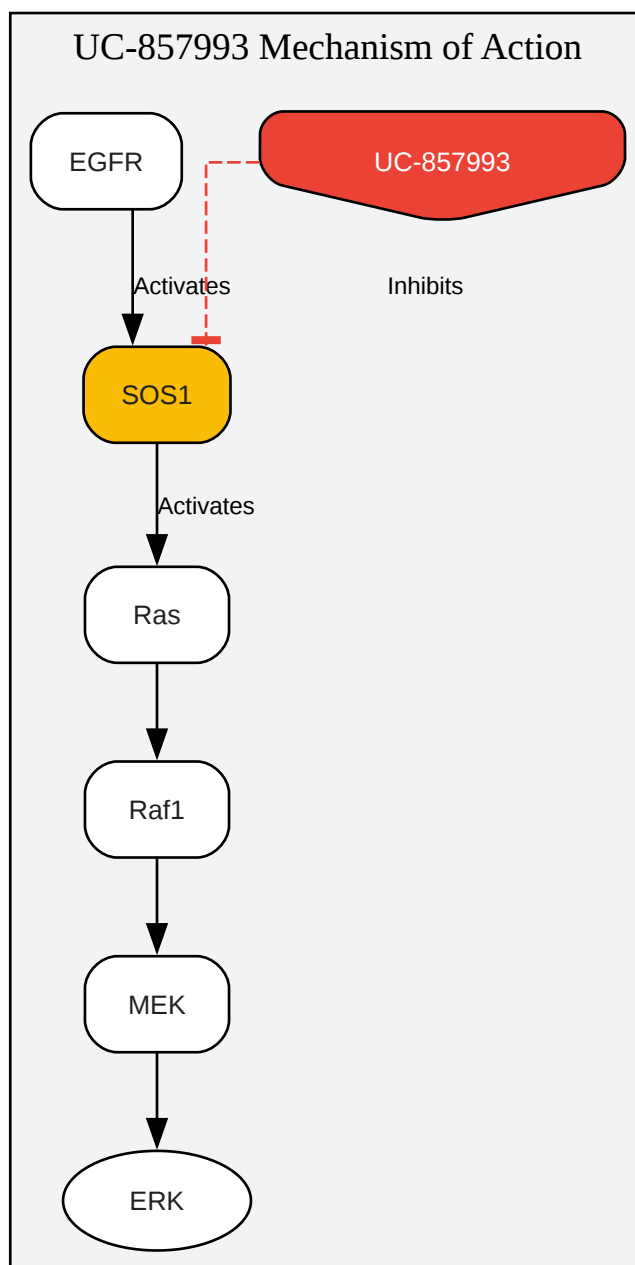 UC-857993 Mechanism of Action
EGFR
UC-857993
Activates
Inhibits
SOS1
Activates
Ras
Raf1
MEK
ERK